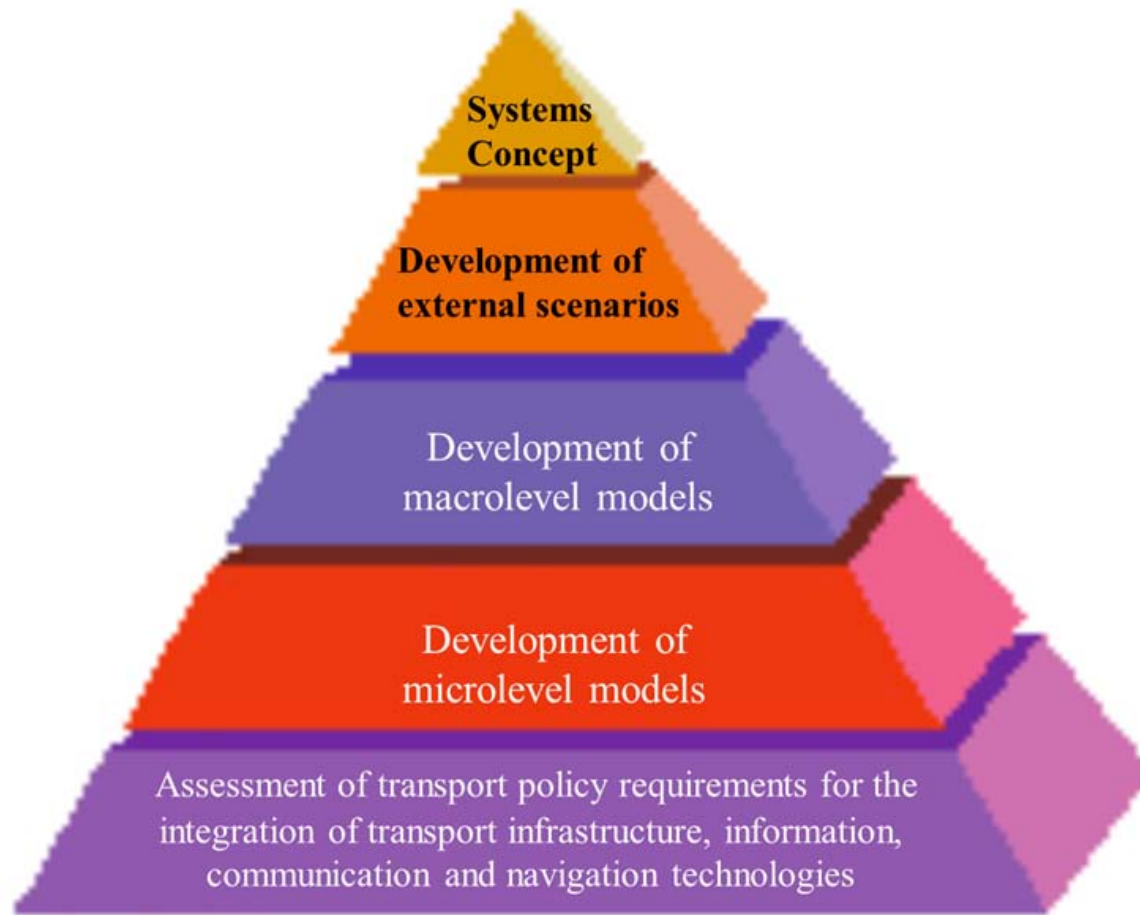 Systems
Concept
Development of
external scenarios
Development of
macrolevel models
Development of
microlevel models
Assessment of transport policy requirements for the
integration of transport infrastructure, information,
communication and navigation technologies